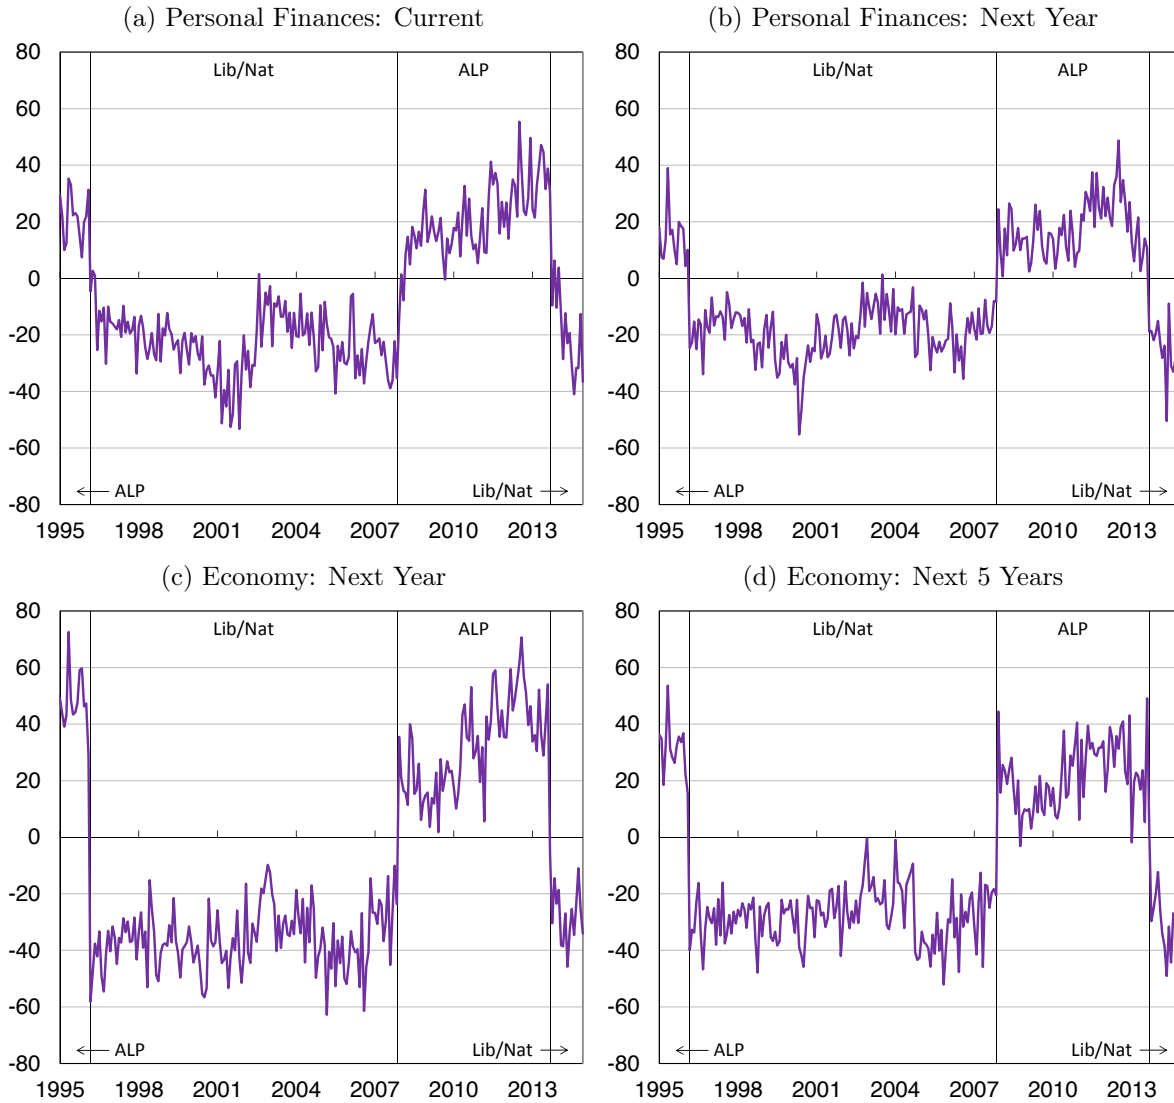 (a) Personal Finances: Current
80
60
40
20
0
-20
-40
-60
-80
Lib/Nat
ALP
← ALP
Lib/Nat →
1995 1998 2001 2004 2007 2010 2013
(b) Personal Finances: Next Year
80
60
40
20
0
-20
-40
-60
-80
Lib/Nat
ALP
← ALP
Lib/Nat →
1995 1998 2001 2004 2007 2010 2013
(c) Economy: Next Year
80
60
40
20
0
-20
-40
-60
-80
Lib/Nat
ALP
← ALP
Lib/Nat →
1995 1998 2001 2004 2007 2010 2013
(d) Economy: Next 5 Years
80
60
40
20
0
-20
-40
-60
-80
Lib/Nat
ALP
← ALP
Lib/Nat →
1995 1998 2001 2004 2007 2010 2013